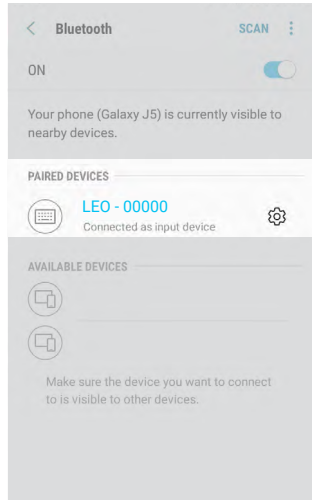 Bluetooth SCAN
ON
Your phone (Galaxy J5) is currently visible to
nearby devices.
PAIRED DEVICES
LEO - 00000
Connected as input device
AVAILABLE DEVICES
Make sure the device you want to connect
to is visible to other devices.